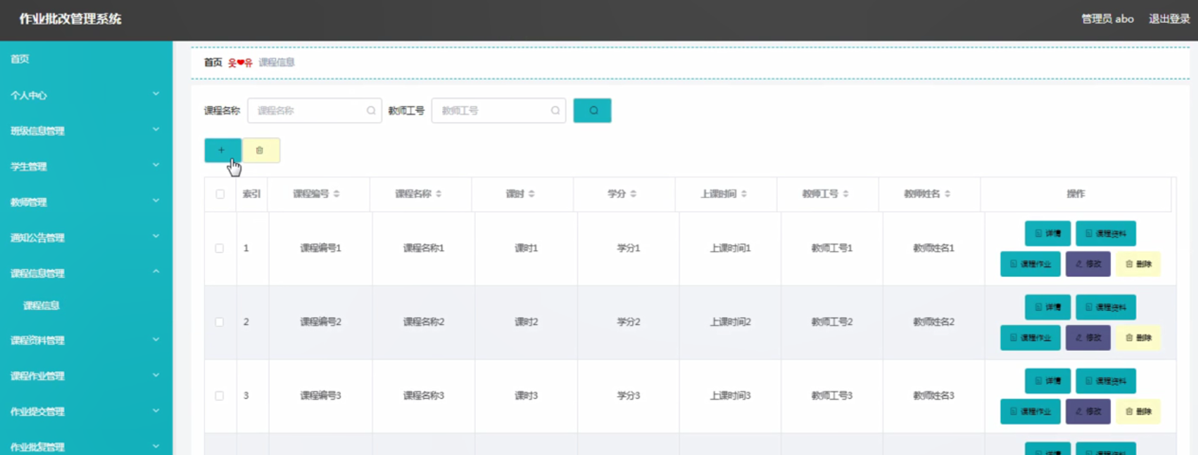 作业批改管理系统
管理员 abo 退出登录
首页
个人中心
班级信息管理
学生管理
教师管理
通知公告管理
课程信息管理
课程信息
课程资料管理
课程作业管理
作业提交管理
作业批复管理
首页 课程信息
课程名称 课程名称 教师工号 教师工号
索引 课程编号 课程名称 课时 学分 上课时间 教师工号 教师姓名 操作
1 课程编号1 课程名称1 课时1 学分1 上课时间1 教师工号1 教师姓名1
详情 课程资料
课程作业 修改 删除
2 课程编号2 课程名称2 课时2 学分2 上课时间2 教师工号2 教师姓名2
详情 课程资料
课程作业 修改 删除
3 课程编号3 课程名称3 课时3 学分3 上课时间3 教师工号3 教师姓名3
详情 课程资料
课程作业 修改 删除